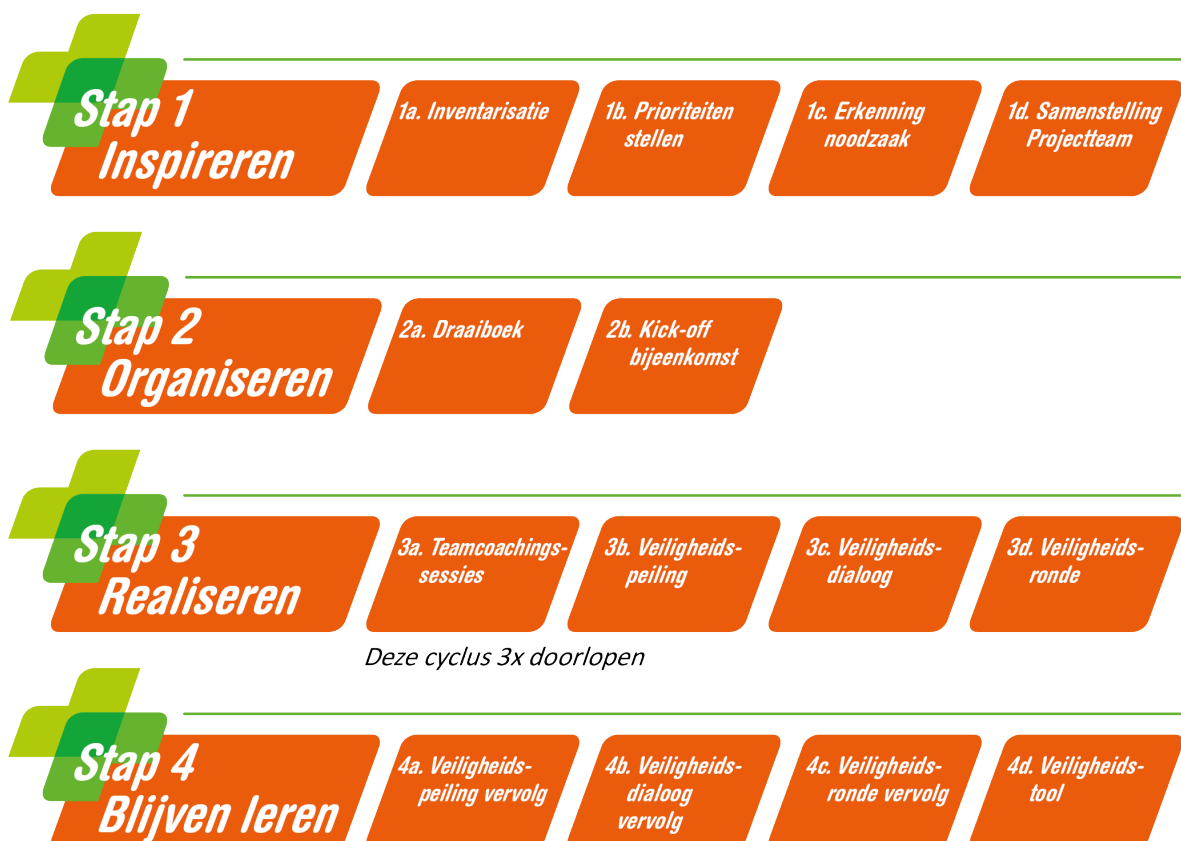 Stap 1
Inspireren
1a. Inventarisatie
1b. Prioriteiten
stellen
1c. Erkenning
noodzaak
1d. Samenstelling
Projectteam
Stap 2
Organiseren
2a. Draaiboek
2b. Kick-off
bijeenkomst
Stap 3
Realiseren
3a. Teamcoachings-
sessies
3b. Veiligheids-
peiling
3c. Veiligheids-
dialoog
3d. Veiligheids-
ronde
Deze cyclus 3x doorlopen
Stap 4
Blijven leren
4a. Veiligheids-
peiling vervolg
4b. Veiligheids-
dialoog
vervolg
4c. Veiligheids-
ronde vervolg
4d. Veiligheids-
tool